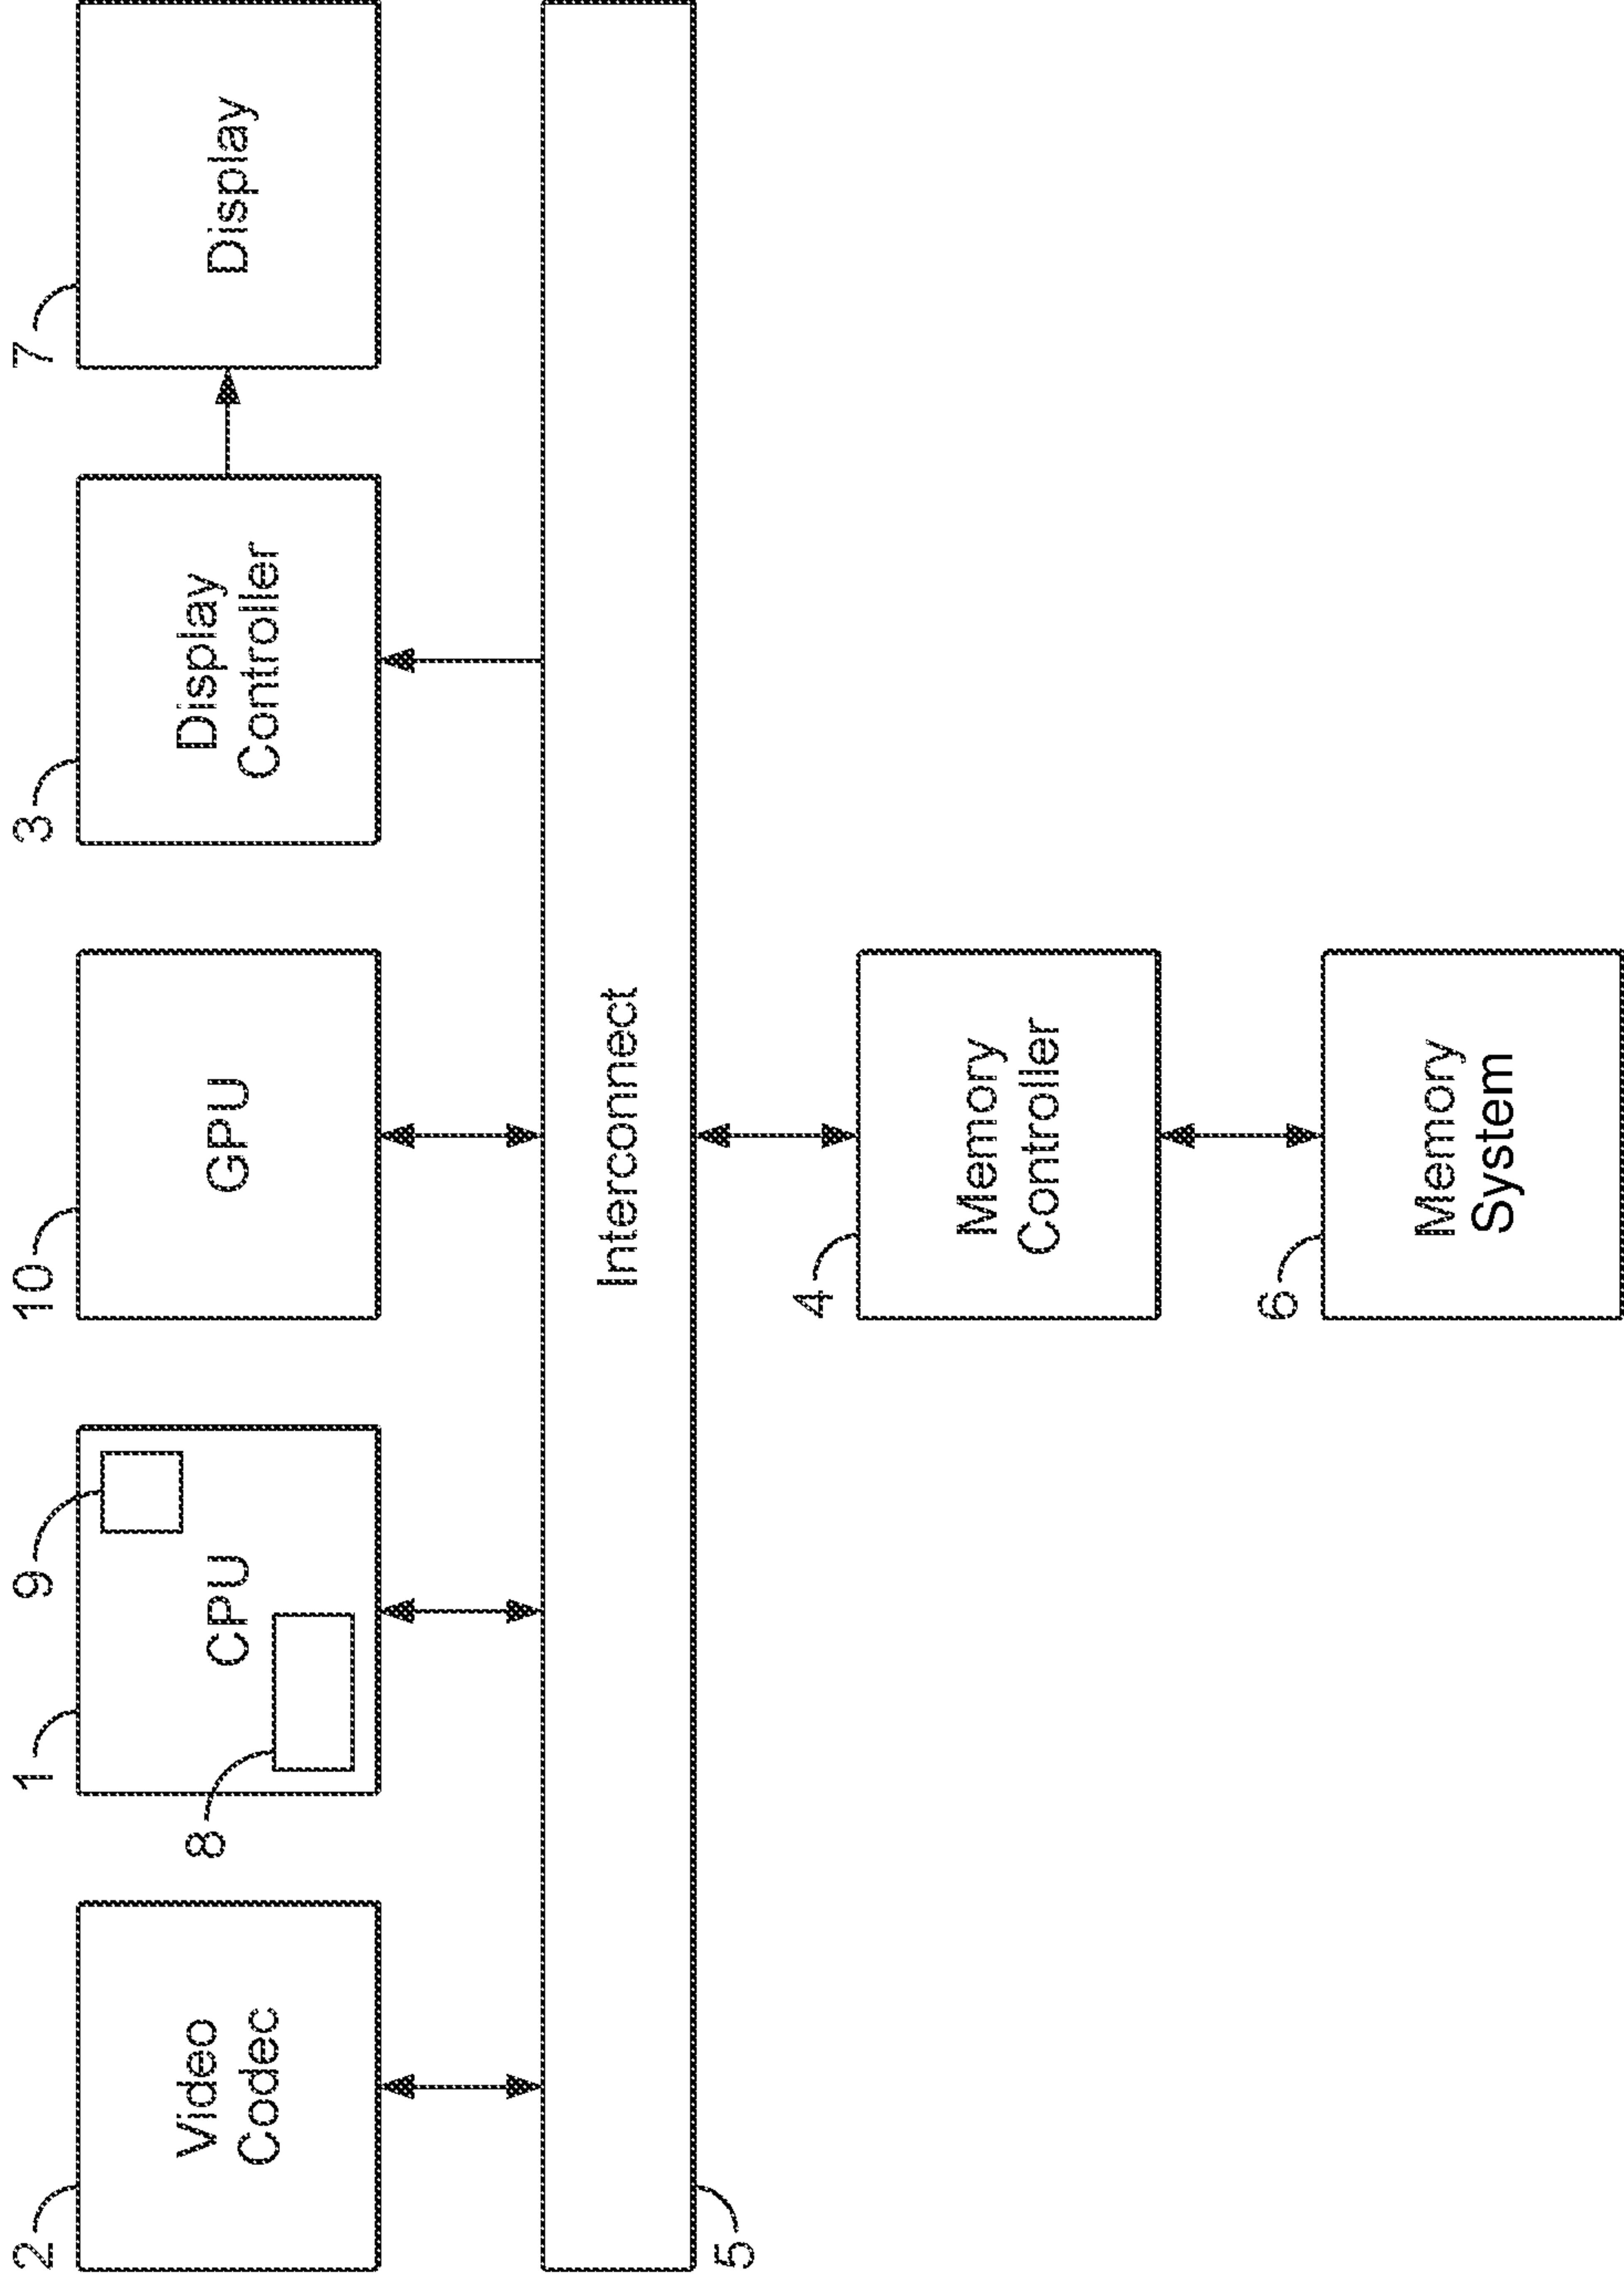 2
1
9
10
3
7
8
Video
Codec
CPU
GPU
Display
Controller
Display
Interconnect
5
4
Memory
Controller
6
Memory
System